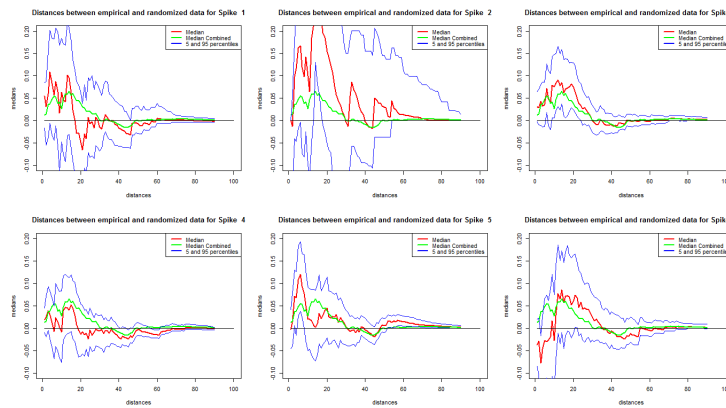 Distances between empirical and randomized data for Spike 1
Median
Median Combined
5 and 95 percentiles
medians
-0.10
-0.05
0.00
0.05
0.10
0.15
0.20
0
20
40
60
80
100
distances
Distances between empirical and randomized data for Spike 2
Median
Median Combined
5 and 95 percentiles
medians
-0.10
-0.05
0.00
0.05
0.10
0.15
0.20
0
20
40
60
80
100
distances
Distances between empirical and randomized data for Spik
Median
Median Combined
5 and 95 percentiles
medians
-0.10
-0.05
0.00
0.05
0.10
0.15
0.20
0
20
40
60
80
100
distances
Distances between empirical and randomized data for Spike 4
Median
Median Combined
5 and 95 percentiles
medians
-0.10
-0.05
0.00
0.05
0.10
0.15
0.20
0
20
40
60
80
100
distances
Distances between empirical and randomized data for Spike 5
Median
Median Combined
5 and 95 percentiles
medians
-0.10
-0.05
0.00
0.05
0.10
0.15
0.20
0
20
40
60
80
100
distances
Distances between empirical and randomized data for Spik
Median
Median Combined
5 and 95 percentiles
medians
-0.10
-0.05
0.00
0.05
0.10
0.15
0.20
0
20
40
60
80
100
distances